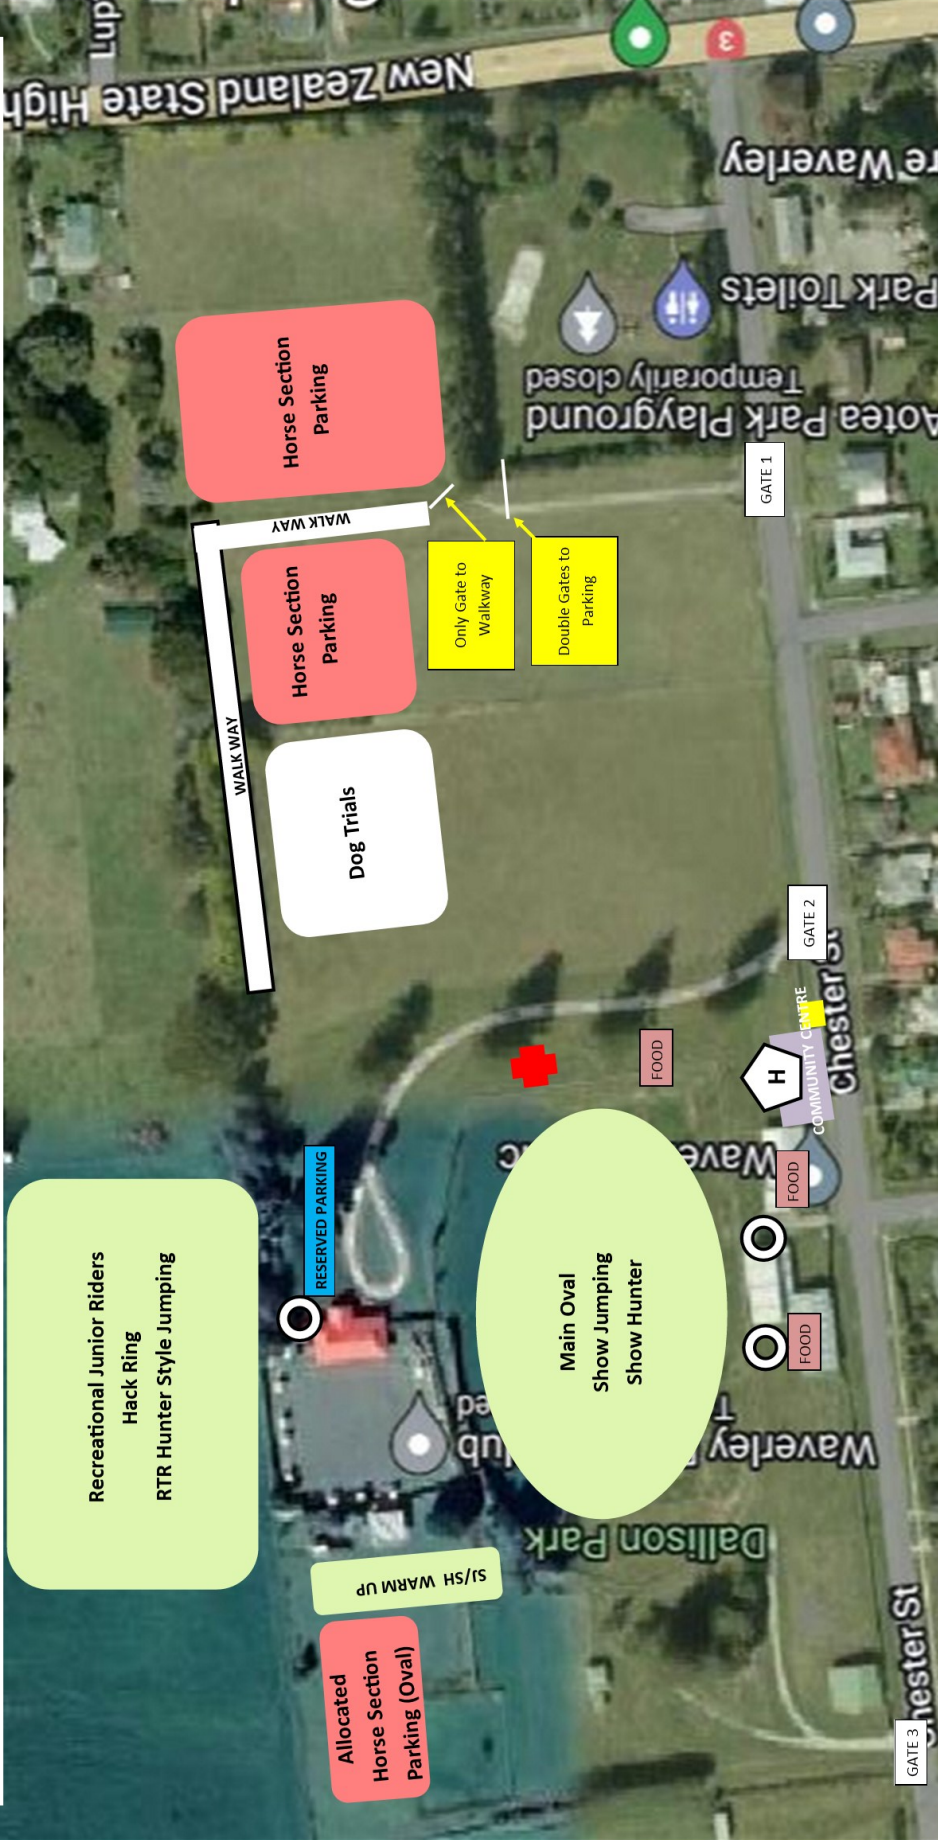 Lup
New Zealand State High
3
re Waverley
Park Toilets
Temporarily closed
Aotea Park Playground
Horse Section
Parking
WALK WAY
GATE 1
Horse Section
Parking
Only Gate to
Walkway
Double Gates to
Parking
WALK WAY
Dog Trials
GATE 2
Chester St
COMMUNITY CENTRE
H
FOOD
FOOD
FOOD
RESERVED PARKING
Recreational Junior Riders
Hack Ring
RTR Hunter Style Jumping
Main Oval
Show Jumping
Show Hunter
Waverley
Dallison Park
SJ/SH WARM UP
Allocated
Horse Section
Parking (Oval)
hester St
GATE 3